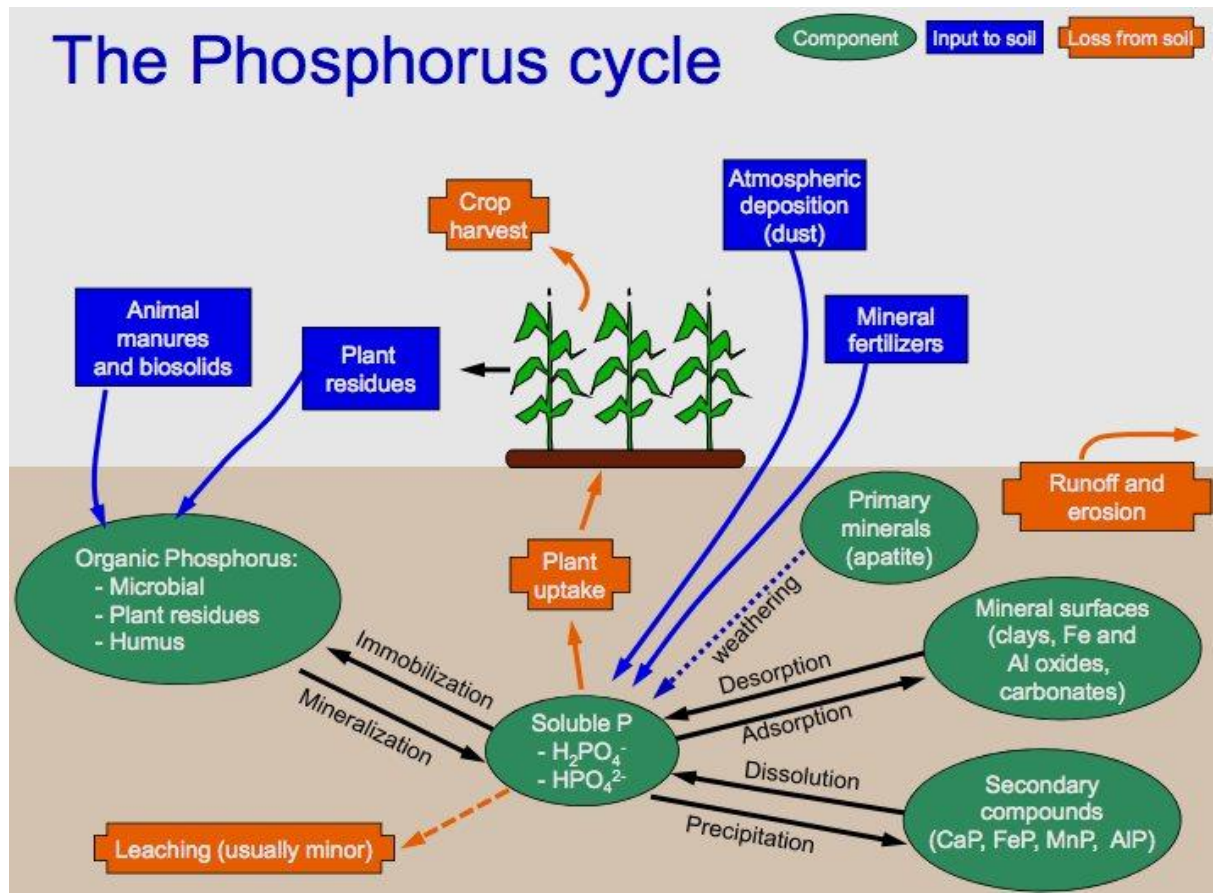 The Phosphorus cycle
Component
Input to soil
Loss from soil
Crop
harvest
Atmospheric
deposition
(dust)
Animal
manures
and biosolids
Plant
residues
Mineral
fertilizers
Runoff and
erosion
Primary
minerals
(apatite)
Organic Phosphorus:
- Microbial
- Plant residues
- Humus
Plant
uptake
weathering
Mineral surfaces
(clays, Fe and
Al oxides,
carbonates)
Immobilization
Mineralization
Desorption
Adsorption
Soluble P
- H₂PO₄⁻
- HPO₄²⁻
Dissolution
Precipitation
Secondary
compounds
(CaP, FeP, MnP, AlP)
Leaching (usually minor)